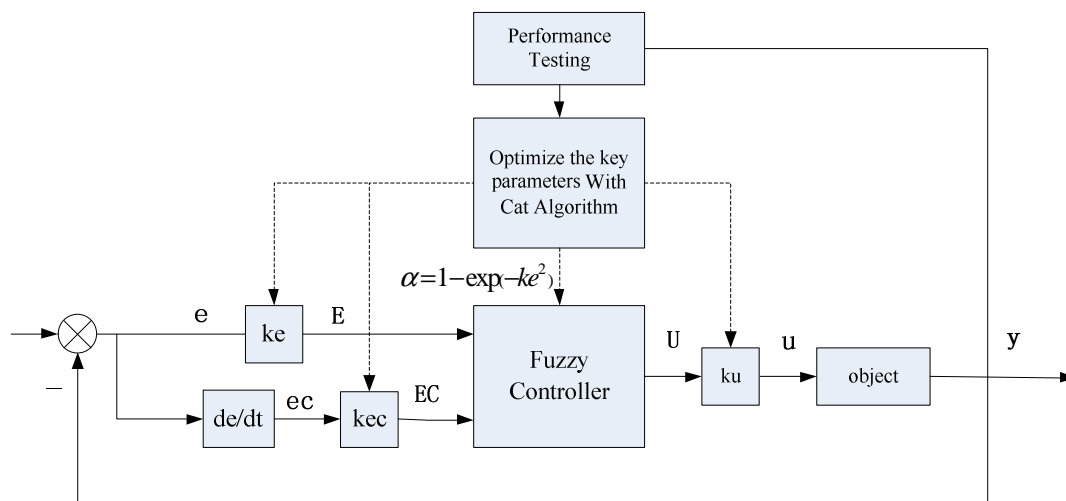 Performance
Testing
Optimize the key
parameters With
Cat Algorithm
α=1−exp(−ke²)
e
ke
E
Fuzzy
Controller
U
ku
u
object
y
−
de/dt
ec
kec
EC